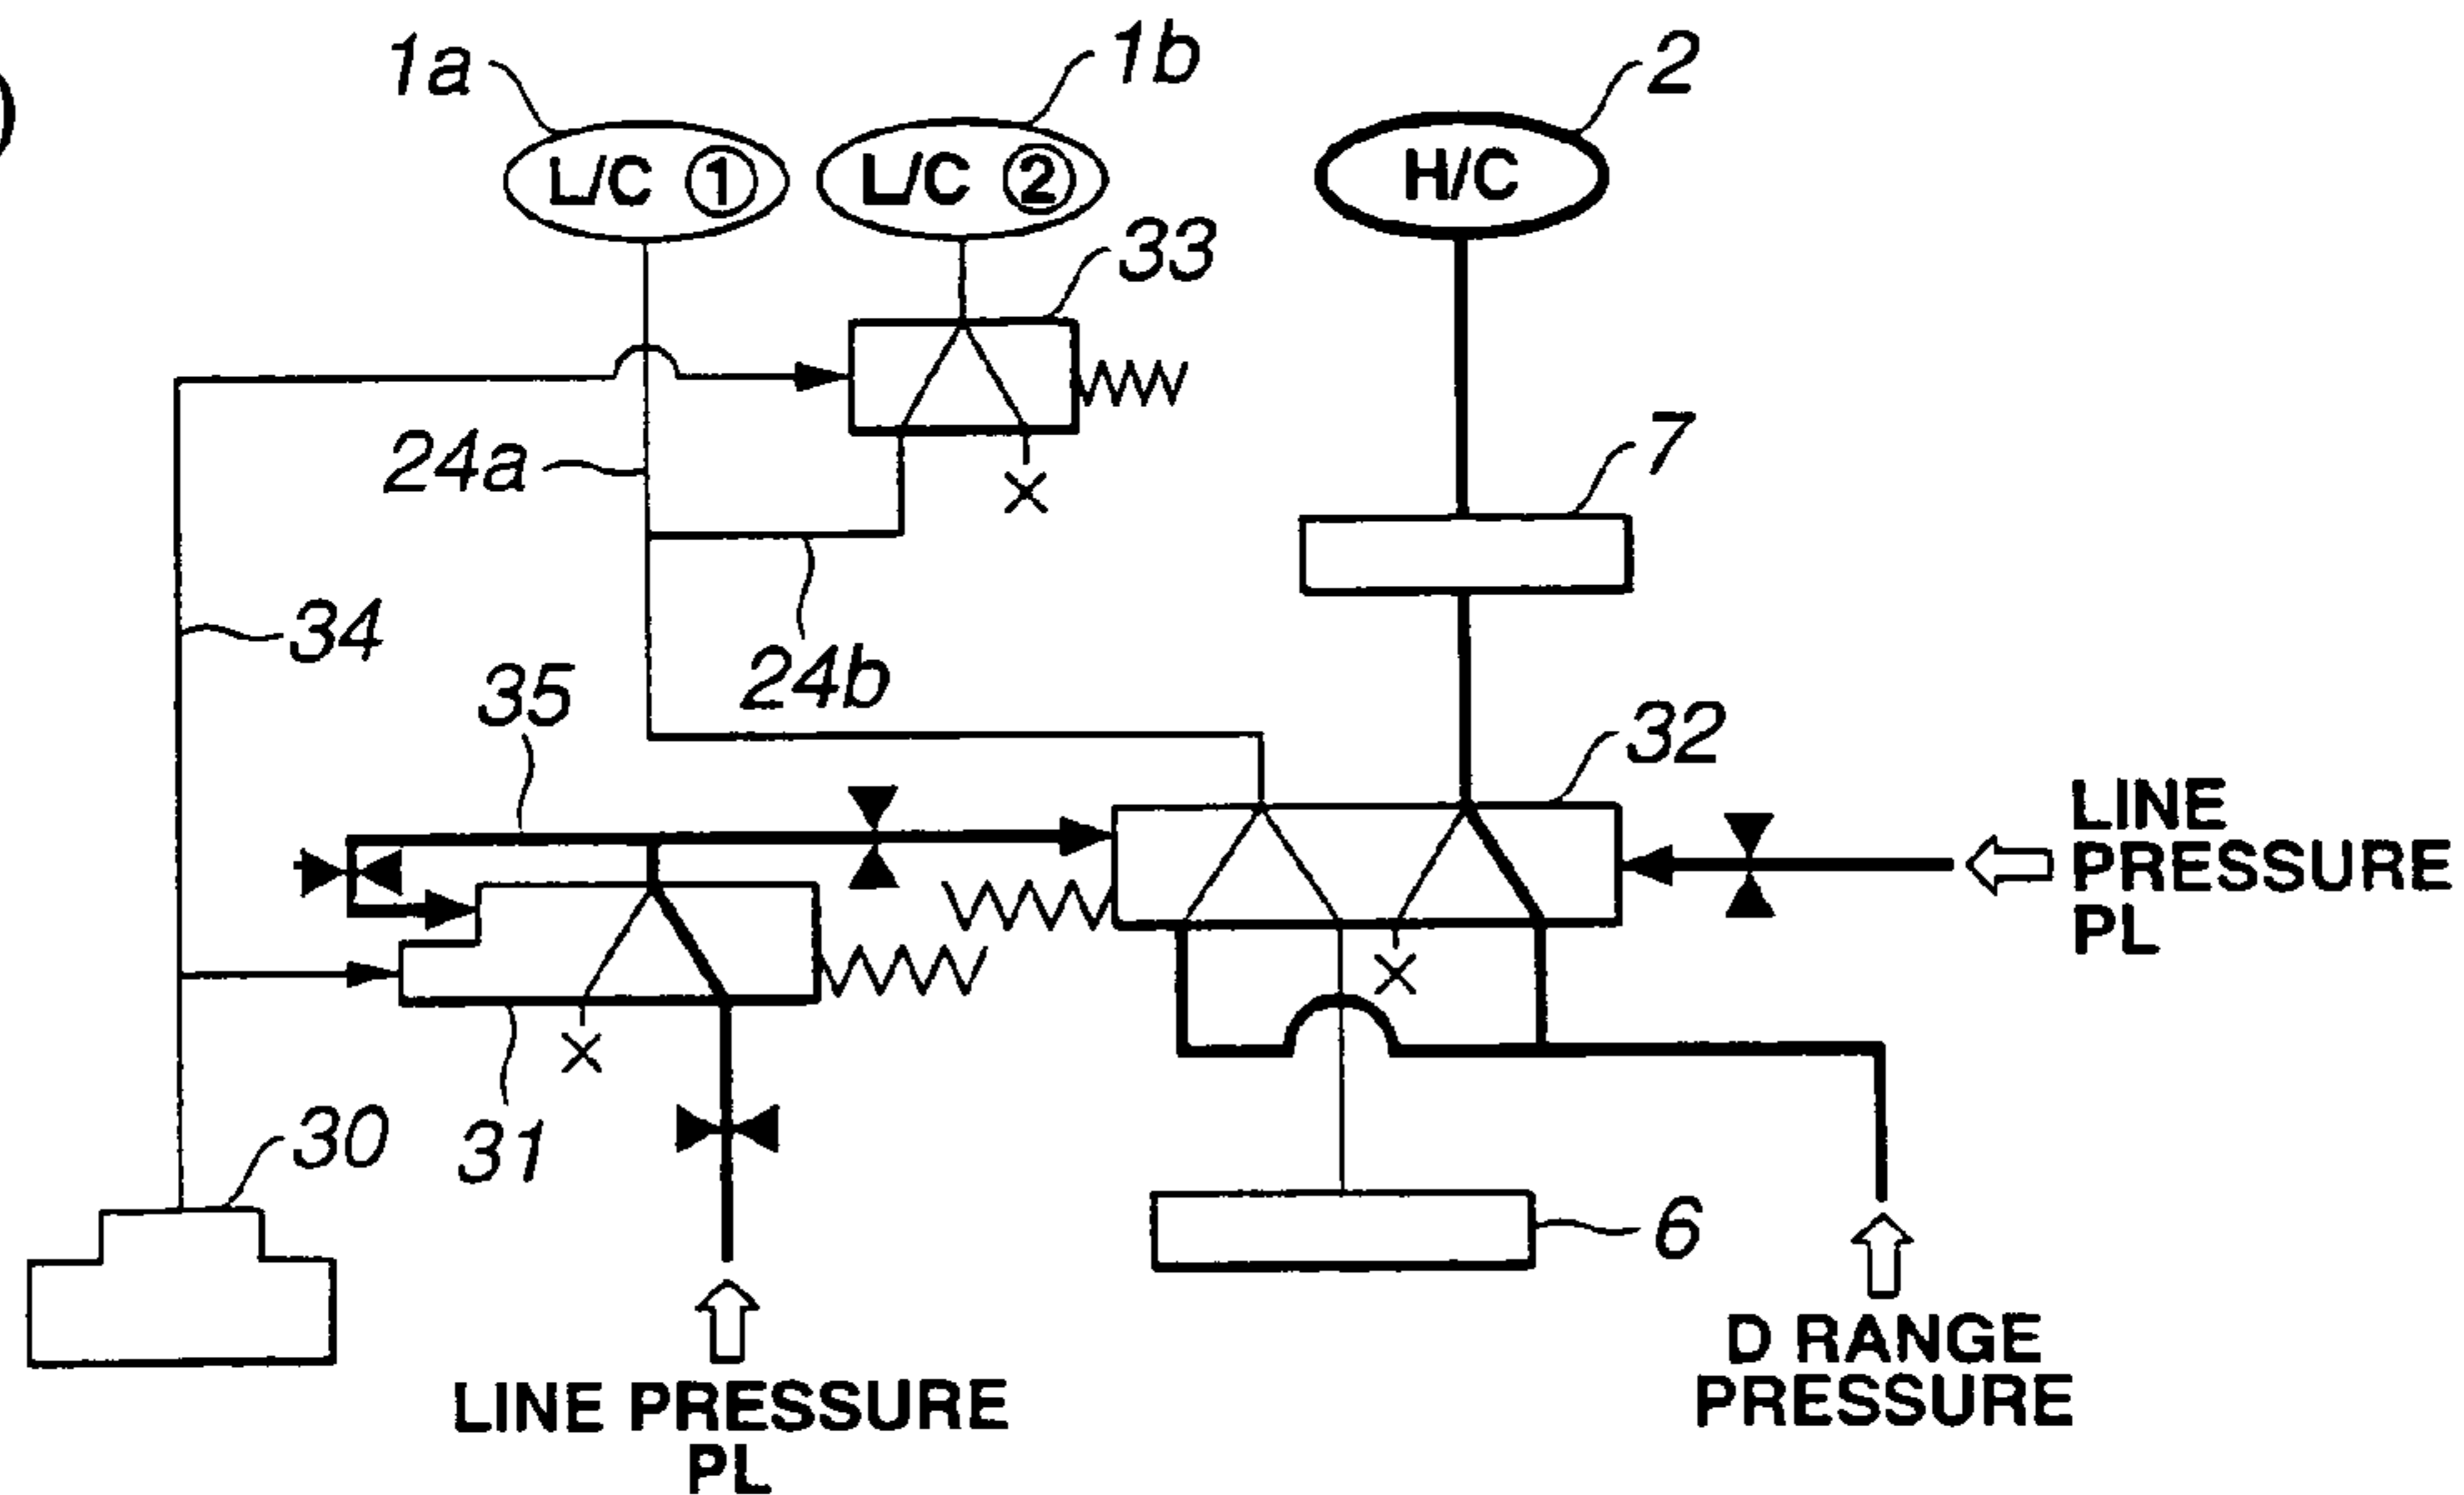 1a
1b
2
L/C ①
L/C ②
H/C
33
7
24a
34
24b
35
32
LINE
PRESSURE
PL
30
31
6
LINE PRESSURE
PL
D RANGE
PRESSURE